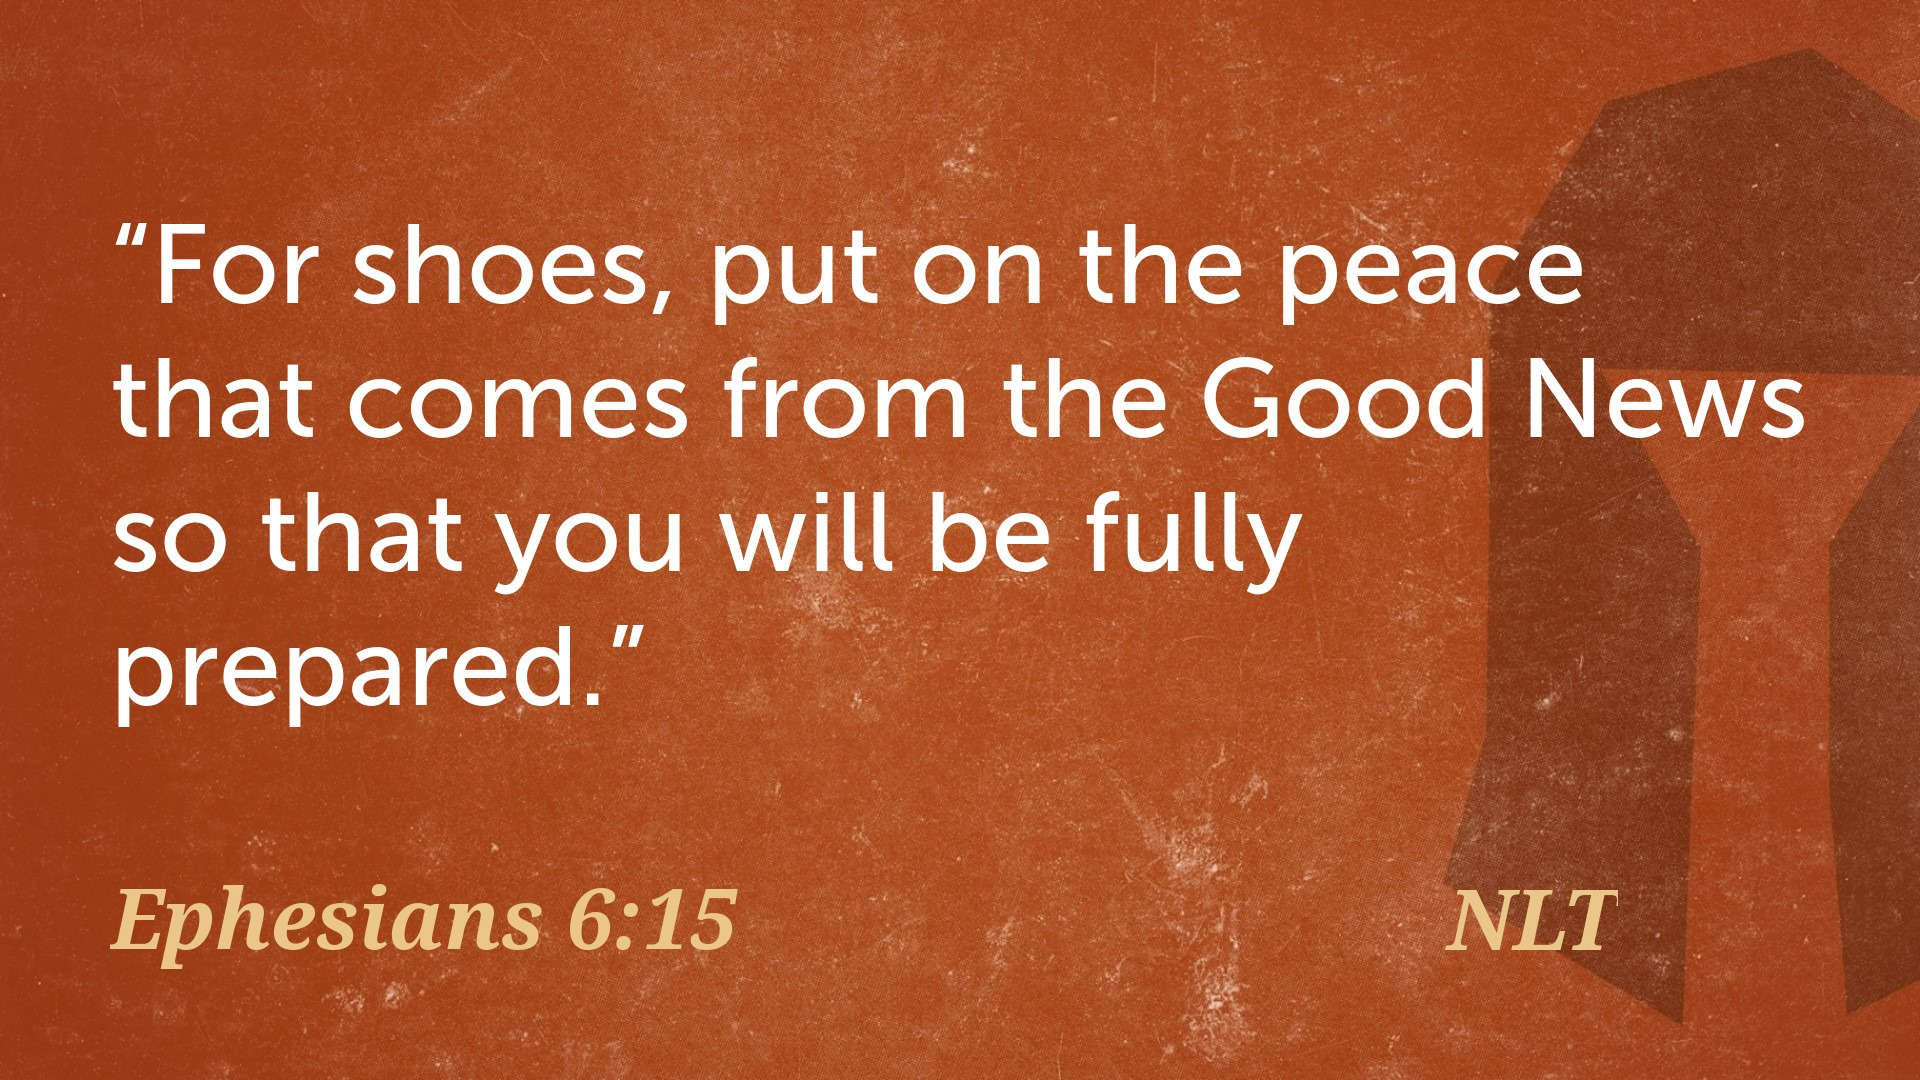 “For shoes, put on the peace
that comes from the Good News
so that you will be fully
prepared.”
Ephesians 6:15 NLT